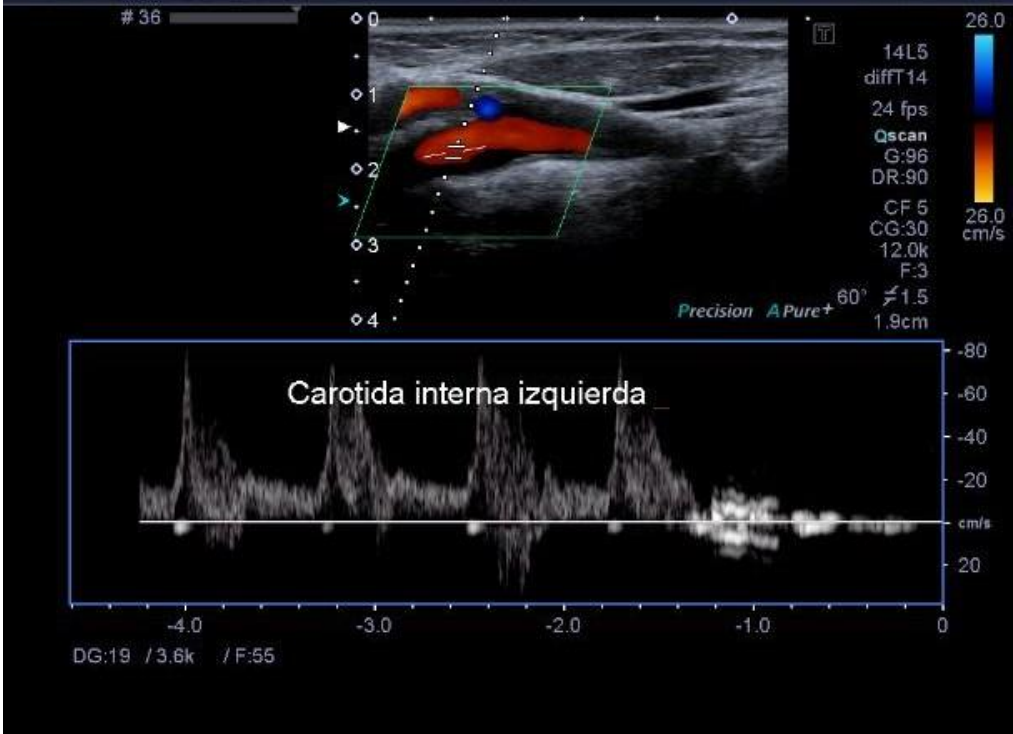 # 36
0
1
2
3
4
T
26.0
14L5
diffT14
24 fps
Qscan
G:96
DR:90
CF 5
CG:30
12.0k
F:3
26.0
cm/s
Precision A Pure+
60° ≠1.5
1.9cm
Carotida interna izquierda _
-80
-60
-40
-20
cm/s
20
-4.0 -3.0 -2.0 -1.0 0
DG:19 / 3.6k / F:55